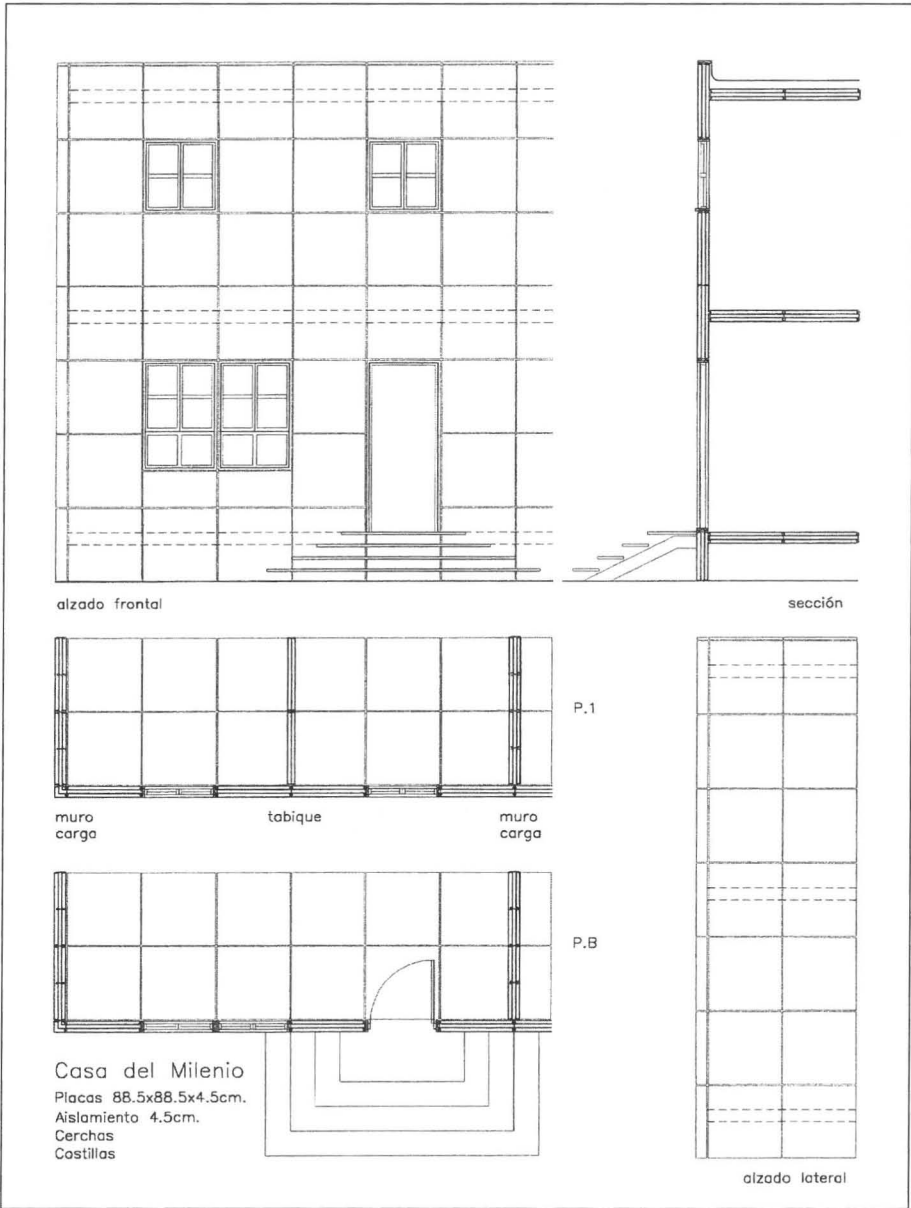 alzado frontal
sección
P.1
muro carga
tabique
muro carga
P.B
Casa del Milenio
Placas 88.5x88.5x4.5cm.
Aislamiento 4.5cm.
Cerchas
Costillas
alzado lateral